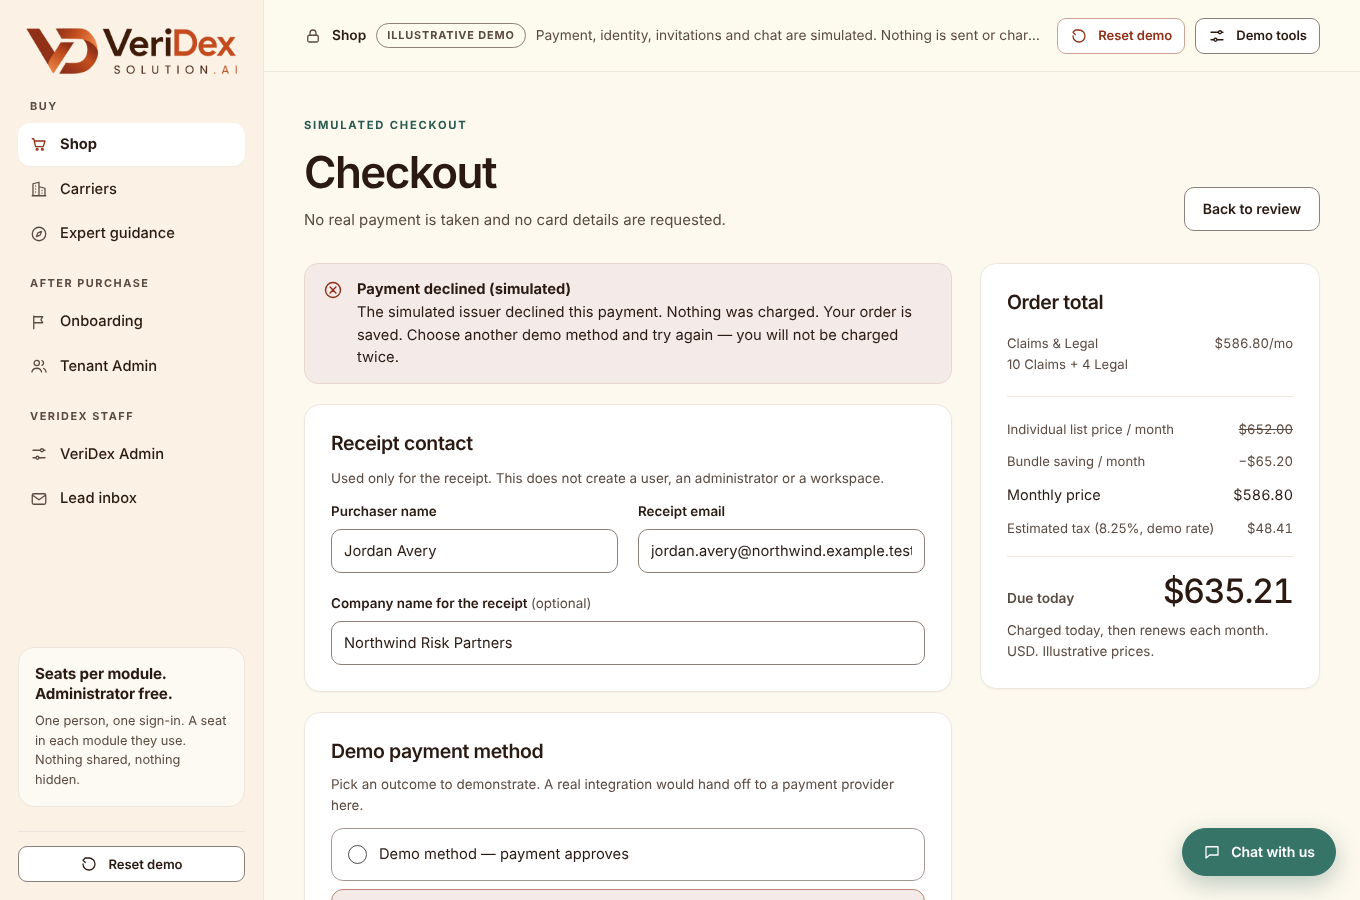 VeriDex
SOLUTION.AI
BUY
Shop
Carriers
Expert guidance
AFTER PURCHASE
Onboarding
Tenant Admin
VERIDEX STAFF
VeriDex Admin
Lead inbox
Seats per module.
Administrator free.
One person, one sign-in. A seat
in each module they use.
Nothing shared, nothing
hidden.
Reset demo
Shop
ILLUSTRATIVE DEMO
Payment, identity, invitations and chat are simulated. Nothing is sent or char...
Reset demo
Demo tools
SIMULATED CHECKOUT
Checkout
No real payment is taken and no card details are requested.
Back to review
Payment declined (simulated)
The simulated issuer declined this payment. Nothing was charged. Your order is
saved. Choose another demo method and try again — you will not be charged
twice.
Receipt contact
Used only for the receipt. This does not create a user, an administrator or a workspace.
Purchaser name
Receipt email
Jordan Avery
jordan.avery@northwind.example.test
Company name for the receipt (optional)
Northwind Risk Partners
Demo payment method
Pick an outcome to demonstrate. A real integration would hand off to a payment provider
here.
Demo method — payment approves
Order total
Claims & Legal $586.80/mo
10 Claims + 4 Legal
Individual list price / month $652.00
Bundle saving / month −$65.20
Monthly price $586.80
Estimated tax (8.25%, demo rate) $48.41
Due today $635.21
Charged today, then renews each month.
USD. Illustrative prices.
Chat with us